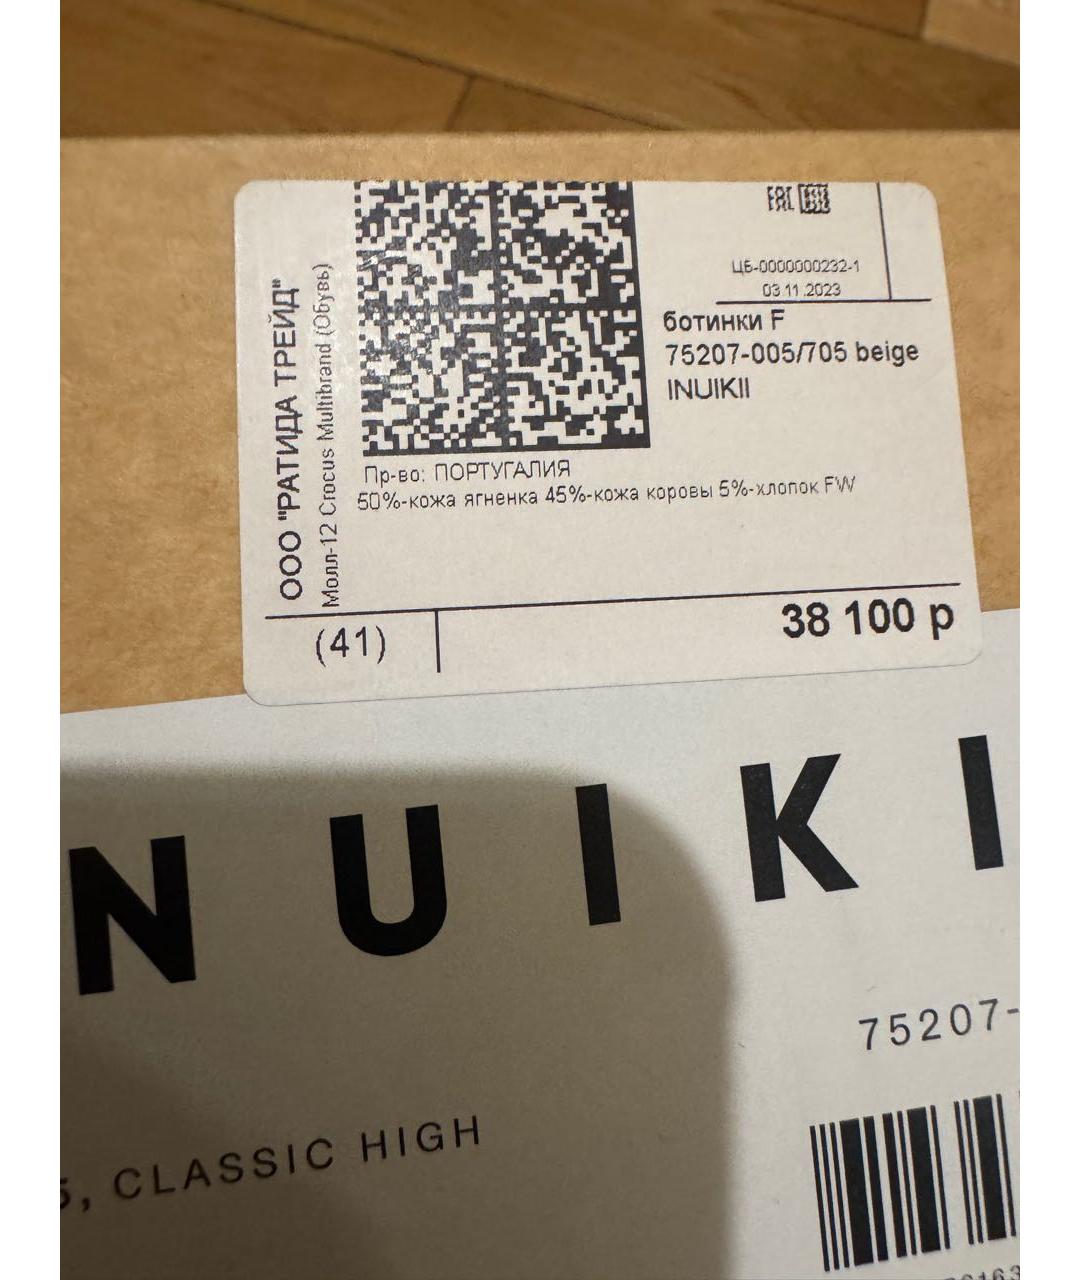 ООО "РАТИДА ТРЕЙД"
Молл-12 Crocus Multibrand (Обувь)
EAC
ЦБ-0000000232-1
03.11.2023
ботинки F
75207-005/705 beige
INUIKII
Пр-во: ПОРТУГАЛИЯ
50%-кожа ягненка 45%-кожа коровы 5%-хлопок FW
(41)
38 100 р
NUIKI
75207-
5, CLASSIC HIGH